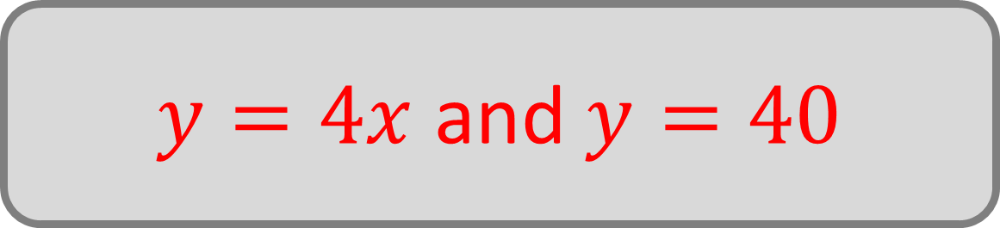 y = 4x and y = 40